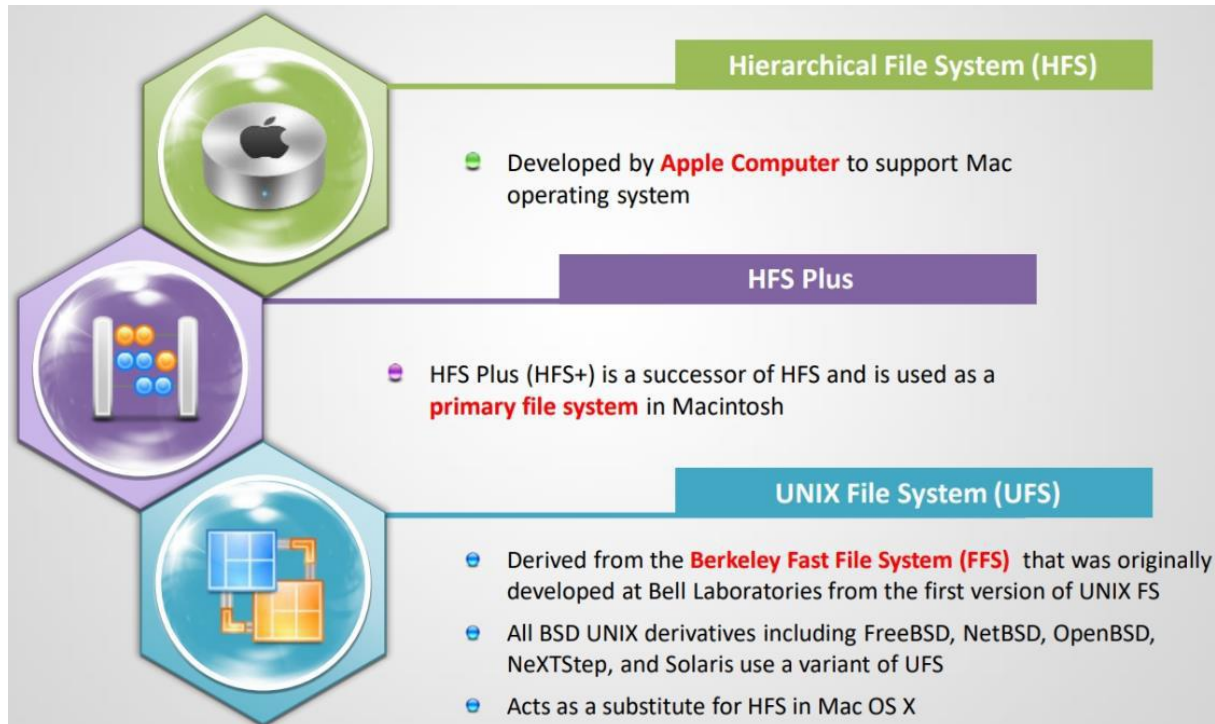 Hierarchical File System (HFS)
Developed by Apple Computer to support Mac
operating system
HFS Plus
HFS Plus (HFS+) is a successor of HFS and is used as a
primary file system in Macintosh
UNIX File System (UFS)
Derived from the Berkeley Fast File System (FFS) that was originally
developed at Bell Laboratories from the first version of UNIX FS
All BSD UNIX derivatives including FreeBSD, NetBSD, OpenBSD,
NeXTStep, and Solaris use a variant of UFS
Acts as a substitute for HFS in Mac OS X